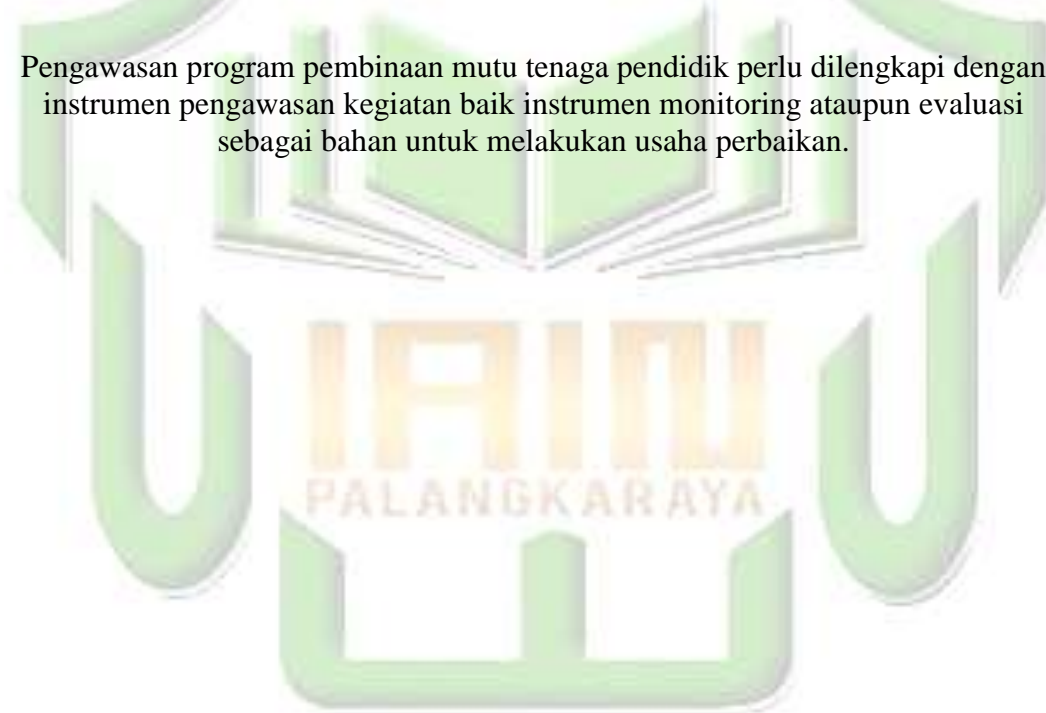 Pengawasan program pembinaan mutu tenaga pendidik perlu dilengkapi dengan
instrumen pengawasan kegiatan baik instrumen monitoring ataupun evaluasi
sebagai bahan untuk melakukan usaha perbaikan.
IAIN
PALANGKARAYA